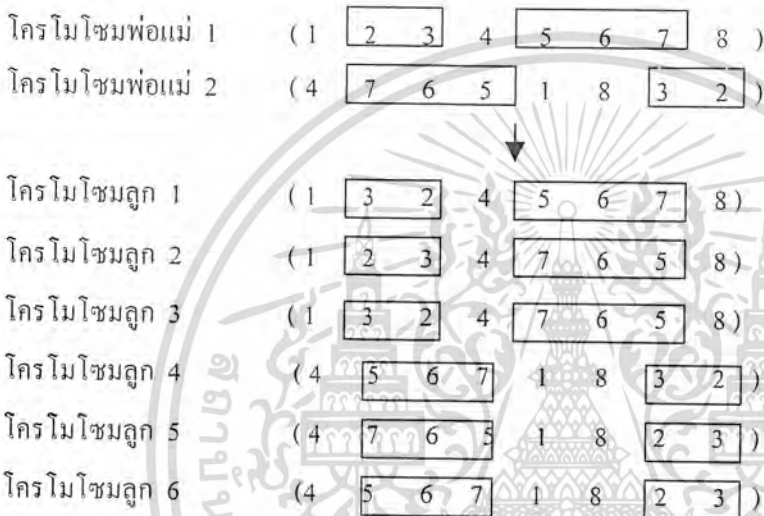 โครโมโซมพ่อแม่ 1 (1 2 3 4 5 6 7 8 )
โครโมโซมพ่อแม่ 2 (4 7 6 5 1 8 3 2 )
โครโมโซมลูก 1 (1 3 2 4 5 6 7 8 )
โครโมโซมลูก 2 (1 2 3 4 7 6 5 8 )
โครโมโซมลูก 3 (1 3 2 4 7 6 5 8 )
โครโมโซมลูก 4 (4 5 6 7 1 8 3 2 )
โครโมโซมลูก 5 (4 7 6 5 1 8 2 3 )
โครโมโซมลูก 6 (4 5 6 7 1 8 2 3 )